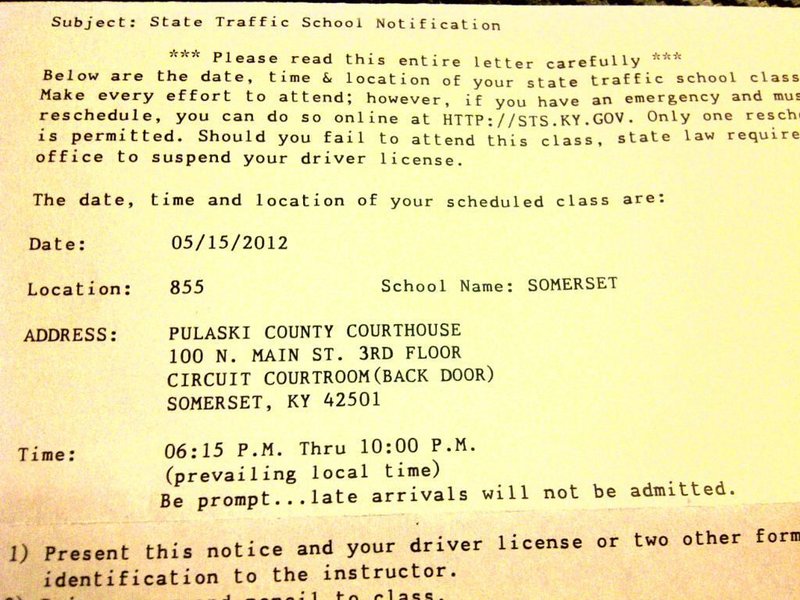 Subject: State Traffic School Notification
*** Please read this entire letter carefully ***
Below are the date, time & location of your state traffic school class
Make every effort to attend; however, if you have an emergency and mus
reschedule, you can do so online at HTTP://STS.KY.GOV. Only one resch
is permitted. Should you fail to attend this class, state law require
office to suspend your driver license.
The date, time and location of your scheduled class are:
Date: 05/15/2012
Location: 855 School Name: SOMERSET
ADDRESS: PULASKI COUNTY COURTHOUSE
100 N. MAIN ST. 3RD FLOOR
CIRCUIT COURTROOM(BACK DOOR)
SOMERSET, KY 42501
Time: 06:15 P.M. Thru 10:00 P.M.
(prevailing local time)
Be prompt...late arrivals will not be admitted.
1) Present this notice and your driver license or two other form
identification to the instructor.
pencil to class.